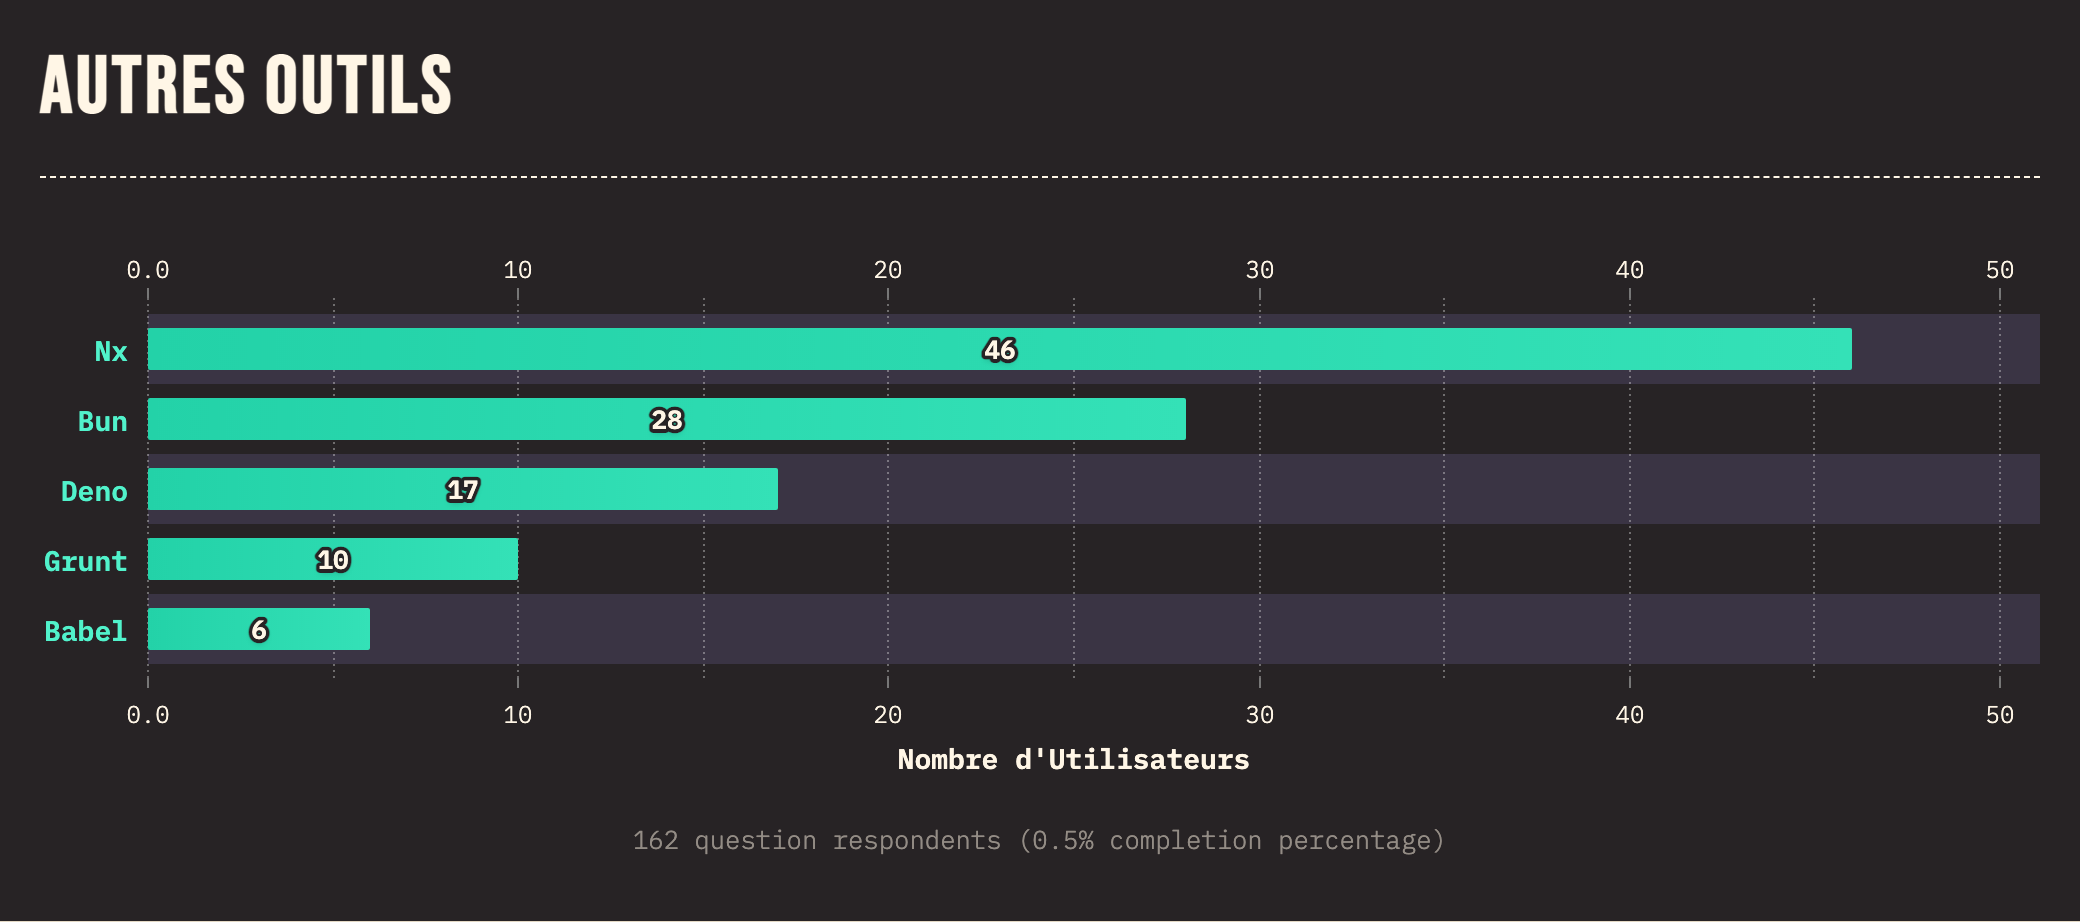 AUTRES OUTILS
0.0 10 20 30 40 50
Nx 46
Bun 28
Deno 17
Grunt 10
Babel 6
0.0 10 20 30 40 50
Nombre d'Utilisateurs
162 question respondents (0.5% completion percentage)